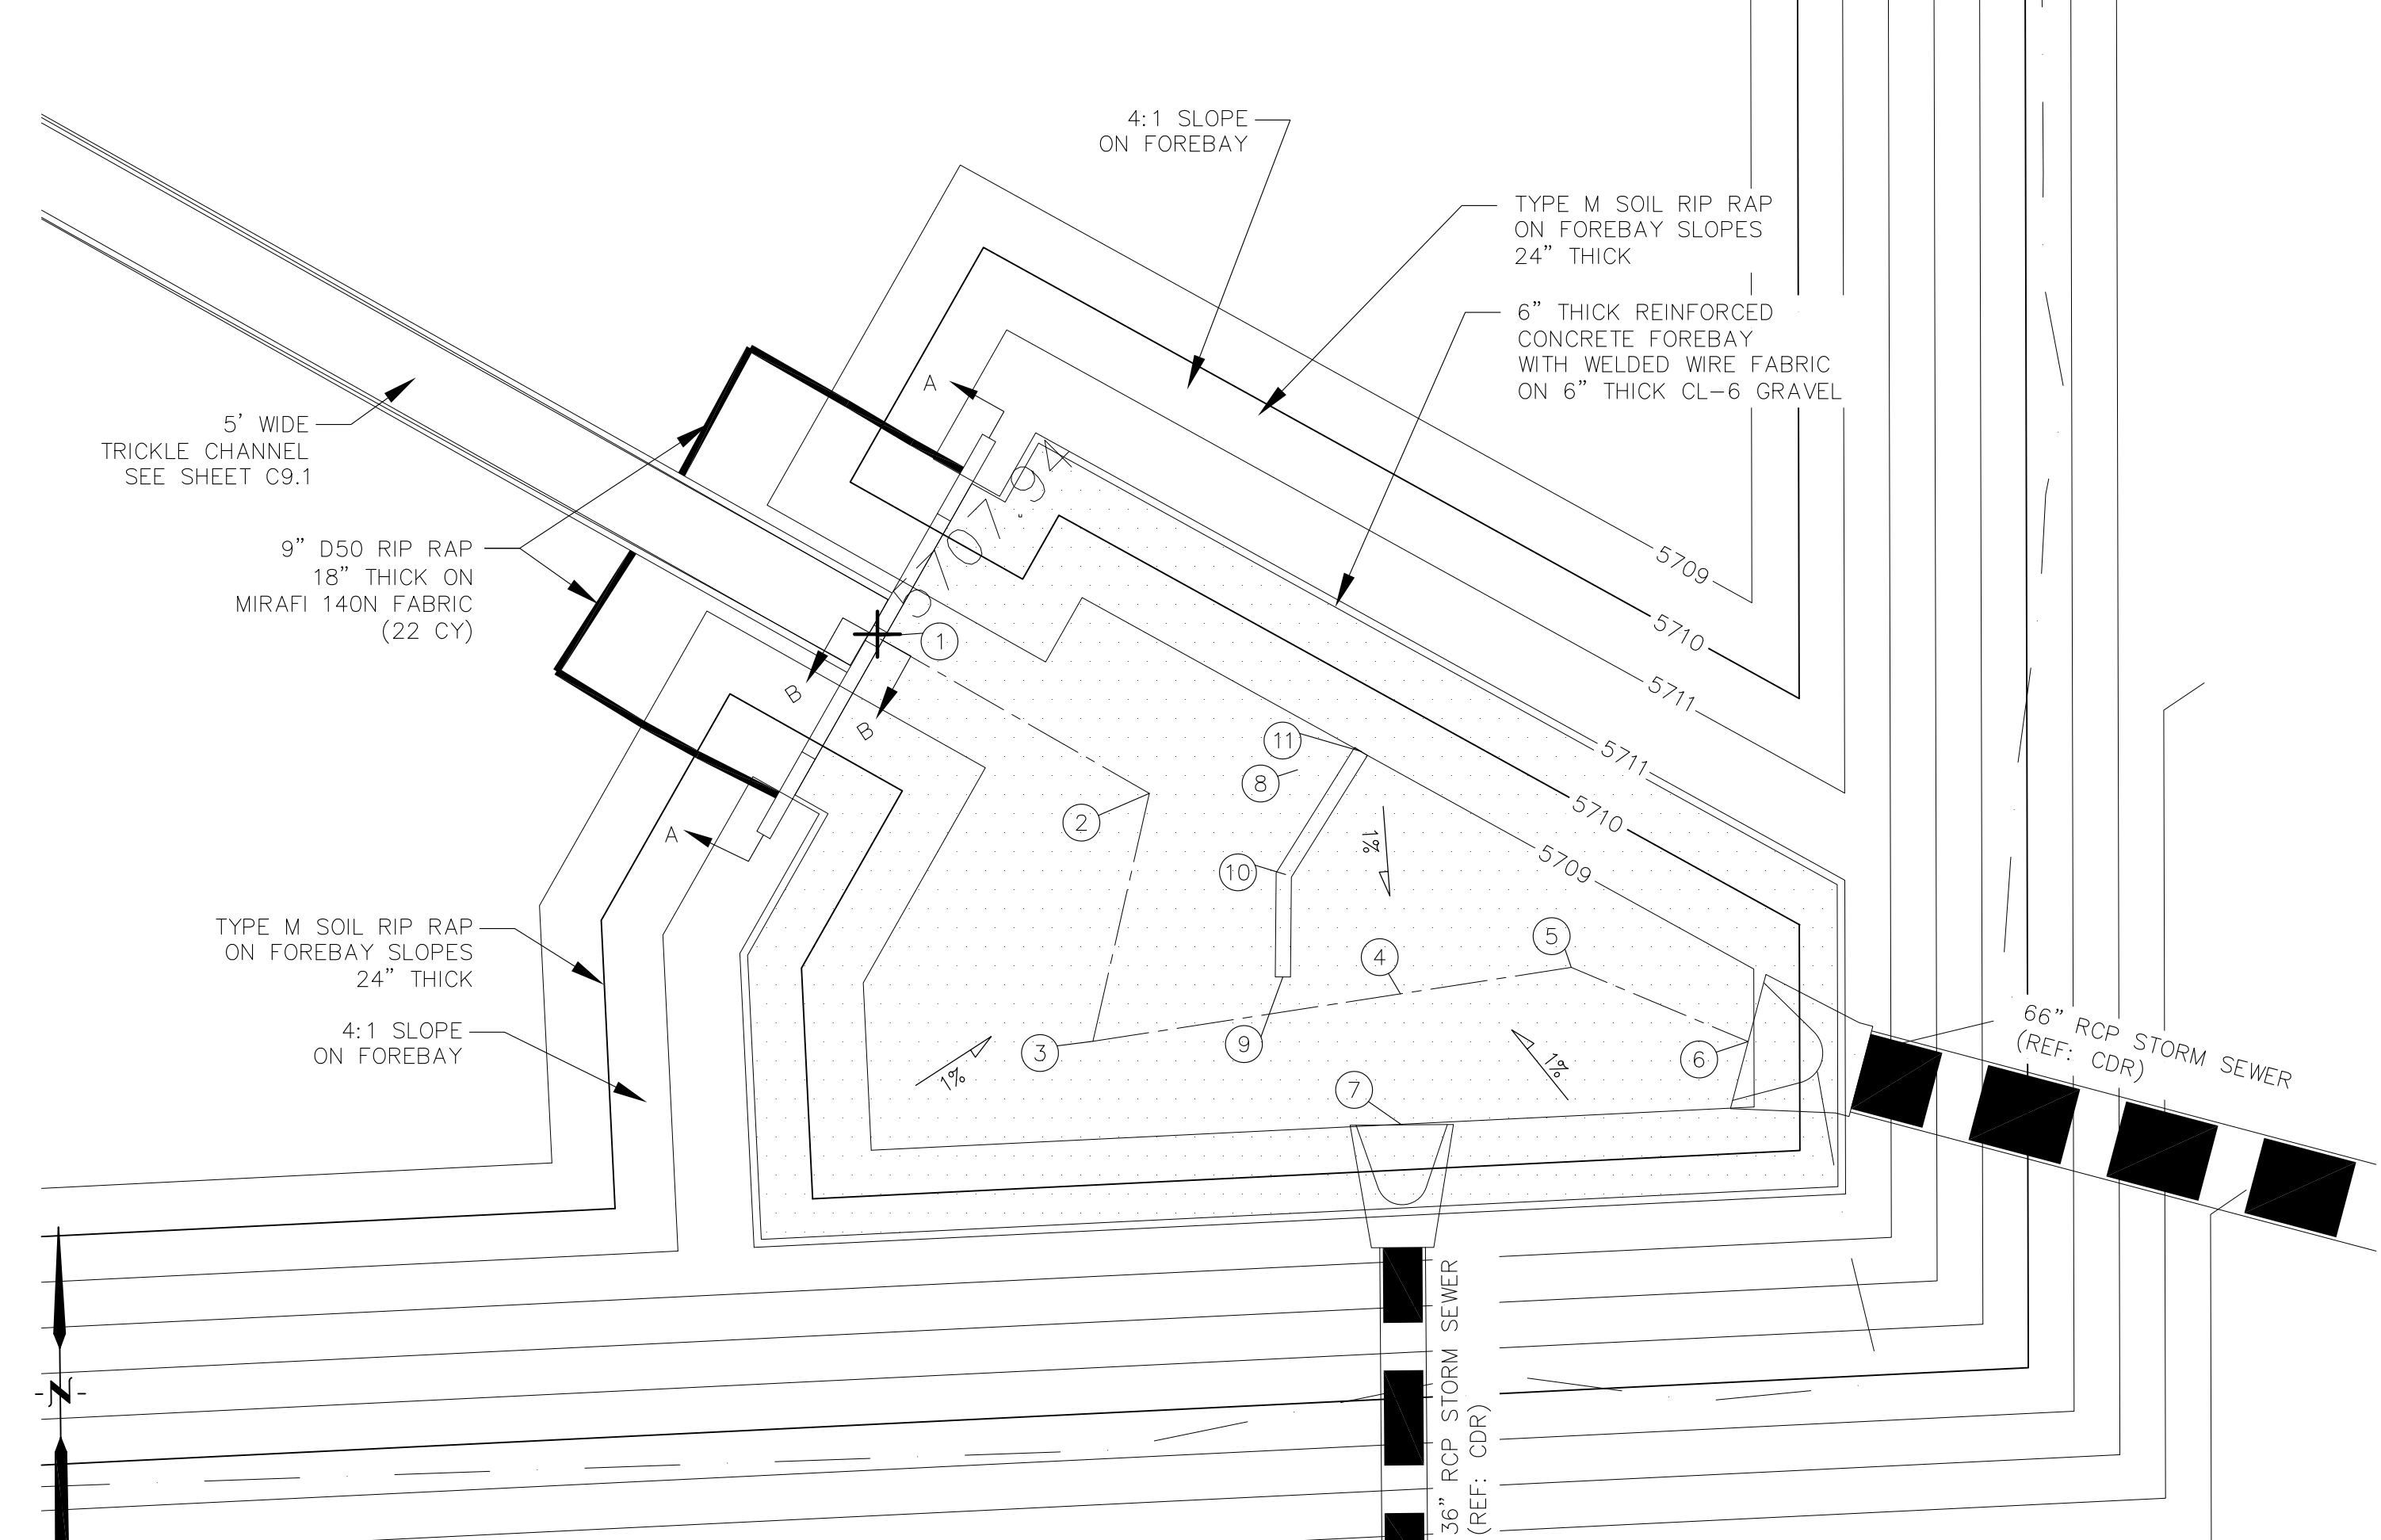 4:1 SLOPE
ON FOREBAY
TYPE M SOIL RIP RAP
ON FOREBAY SLOPES
24" THICK
6" THICK REINFORCED
CONCRETE FOREBAY
WITH WELDED WIRE FABRIC
ON 6" THICK CL-6 GRAVEL
A
5707.94
5' WIDE
TRICKLE CHANNEL
SEE SHEET C9.1
9" D50 RIP RAP
18" THICK ON
MIRAFI 140N FABRIC
(22 CY)
5709
5710
5711
1
B
B
11
8
2
A
10
1%
5711
5710
5709
TYPE M SOIL RIP RAP
ON FOREBAY SLOPES
24" THICK
4:1 SLOPE
ON FOREBAY
4
5
3
9
6
7
1%
1%
66" RCP STORM SEWER
(REF: CDR)
36" RCP STORM SEWER
(REF: CDR)
N